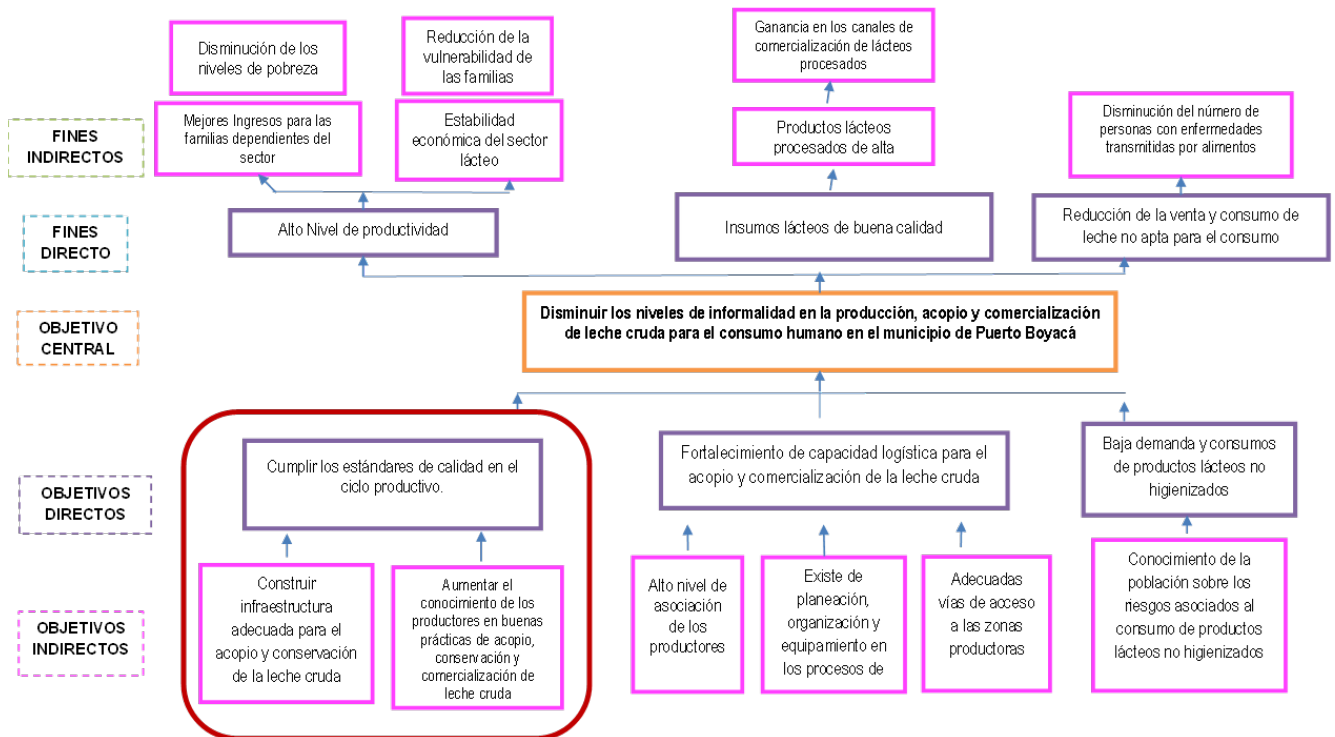 Disminución de los
niveles de pobreza
Reducción de la
vulnerabilidad de
las familias
Ganancia en los canales de
comercialización de lácteos
procesados
FINES
INDIRECTOS
Mejores Ingresos para las
familias dependientes del
sector
Estabilidad
económica del sector
lácteo
Productos lácteos
procesados de alta
Disminución del número de
personas con enfermedades
transmitidas por alimentos
FINES
DIRECTO
Alto Nivel de productividad
Insumos lácteos de buena calidad
Reducción de la venta y consumo de
leche no apta para el consumo
OBJETIVO
CENTRAL
Disminuir los niveles de informalidad en la producción, acopio y comercialización
de leche cruda para el consumo humano en el municipio de Puerto Boyacá
OBJETIVOS
DIRECTOS
Cumplir los estándares de calidad en el
ciclo productivo.
Fortalecimiento de capacidad logística para el
acopio y comercialización de la leche cruda
Baja demanda y consumos
de productos lácteos no
higienizados
OBJETIVOS
INDIRECTOS
Construir
infraestructura
adecuada para el
acopio y conservación
de la leche cruda
Aumentar el
conocimiento de los
productores en buenas
prácticas de acopio,
conservación y
comercialización de
leche cruda
Alto nivel de
asociación
de los
productores
Existe de
planeación,
organización y
equipamiento en
los procesos de
Adecuadas
vías de acceso
a las zonas
productoras
Conocimiento de la
población sobre los
riesgos asociados al
consumo de productos
lácteos no higienizados